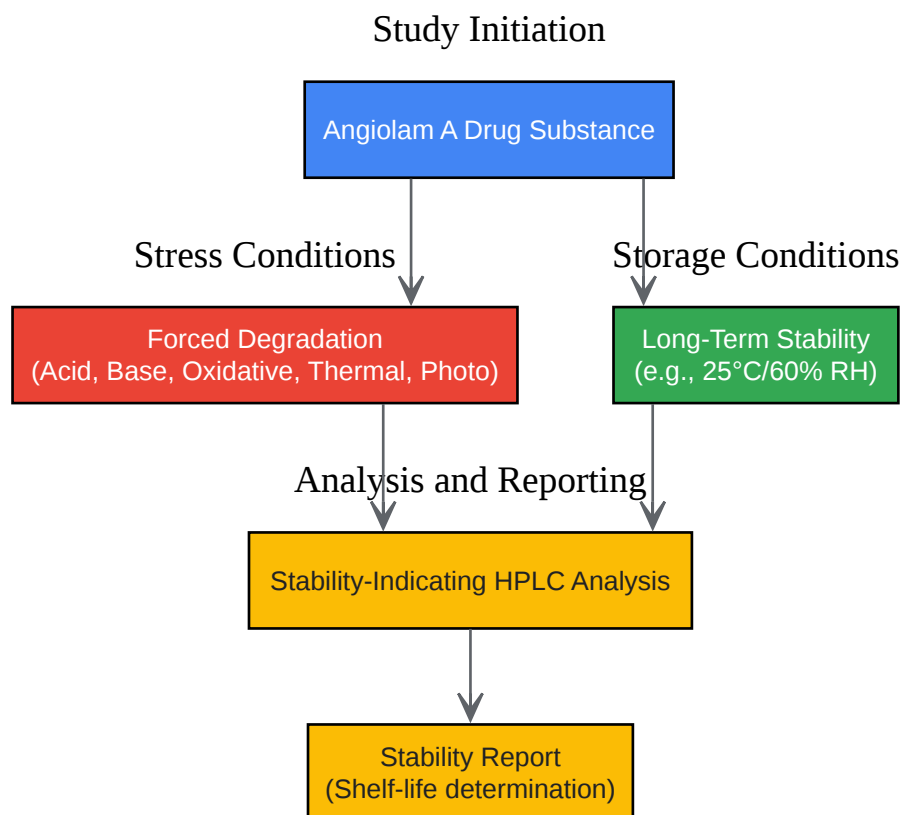 Study Initiation
Angiolam A Drug Substance
Stress Conditions
Storage Conditions
Forced Degradation
(Acid, Base, Oxidative, Thermal, Photo)
Long-Term Stability
(e.g., 25°C/60% RH)
Analysis and Reporting
Stability-Indicating HPLC Analysis
Stability Report
(Shelf-life determination)